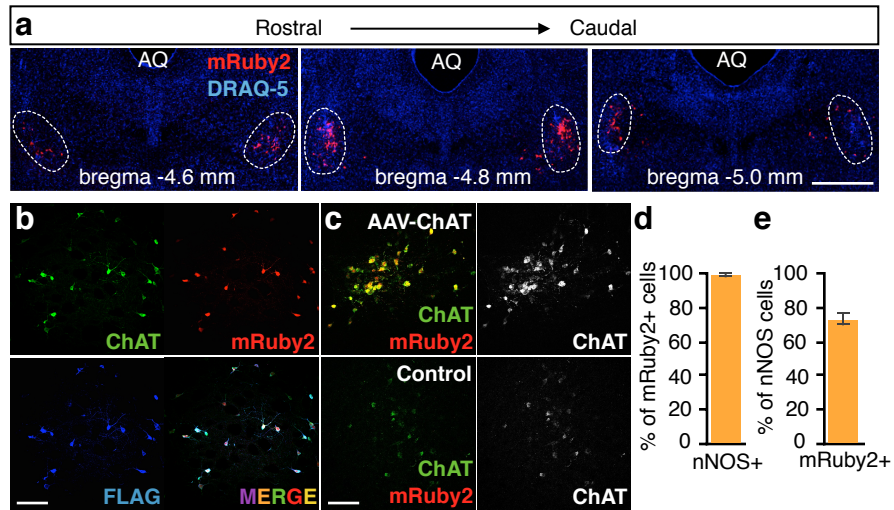 a
Rostral
Caudal
AQ
mRuby2
DRAQ-5
bregma -4.6 mm
AQ
bregma -4.8 mm
AQ
bregma -5.0 mm
b
ChAT
mRuby2
FLAG
MERGE
c
AAV-ChAT
ChAT
mRuby2
ChAT
Control
ChAT
mRuby2
ChAT
d
% of mRuby2+ cells
100
80
60
40
20
0
nNOS+
e
% of nNOS cells
100
80
60
40
20
0
mRuby2+